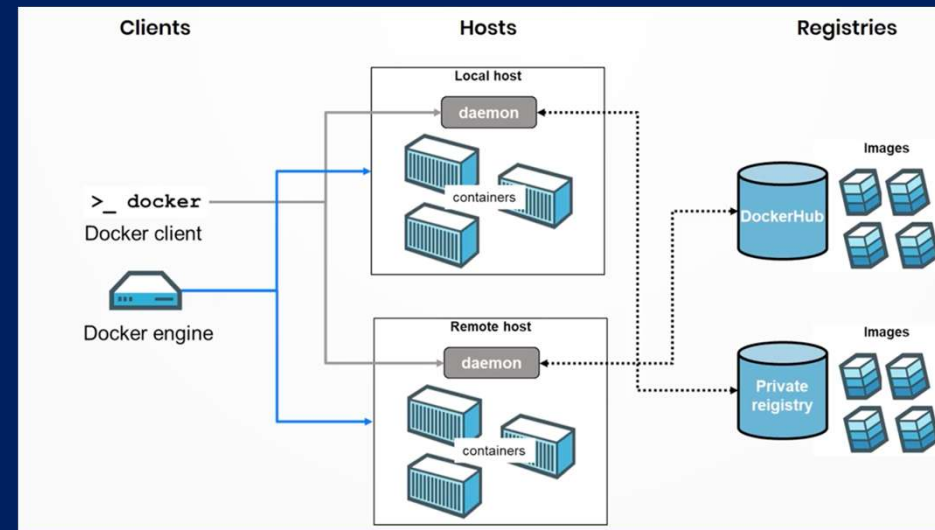 Clients
Hosts
Registries
Local host
daemon
containers
>_ docker
Docker client
Docker engine
Remote host
daemon
containers
Images
DockerHub
Images
Private
reigistry